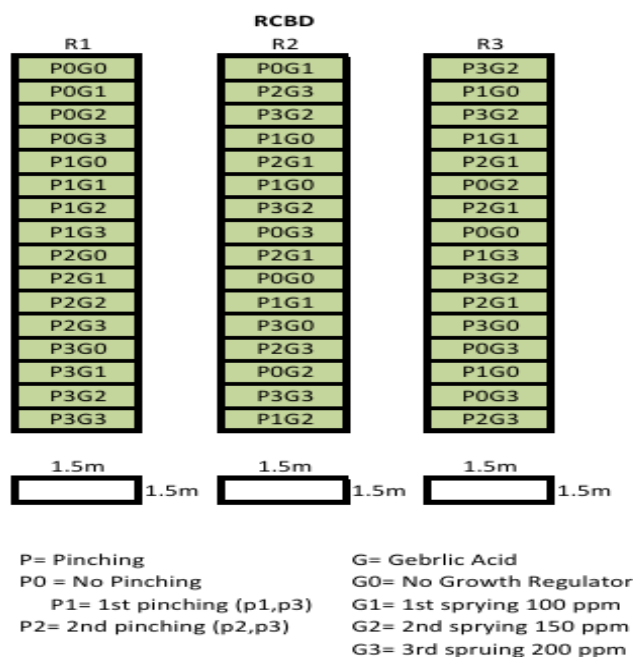 RCBD
R1 R2 R3
P0G0 P0G1 P3G2
P0G1 P2G3 P1G0
P0G2 P3G2 P3G2
P0G3 P1G0 P1G1
P1G0 P2G1 P2G1
P1G1 P1G0 P0G2
P1G2 P3G2 P2G1
P1G3 P0G3 P0G0
P2G0 P2G1 P1G3
P2G1 P0G0 P3G2
P2G2 P1G1 P2G1
P2G3 P3G0 P3G0
P3G0 P2G3 P0G3
P3G1 P0G2 P1G0
P3G2 P3G3 P0G3
P3G3 P1G2 P2G3
1.5m 1.5m 1.5m
1.5m 1.5m 1.5m
P= Pinching G= Gebrlic Acid
P0 = No Pinching G0= No Growth Regulator
P1= 1st pinching (p1,p3) G1= 1st sprying 100 ppm
P2= 2nd pinching (p2,p3) G2= 2nd sprying 150 ppm
G3= 3rd spruing 200 ppm